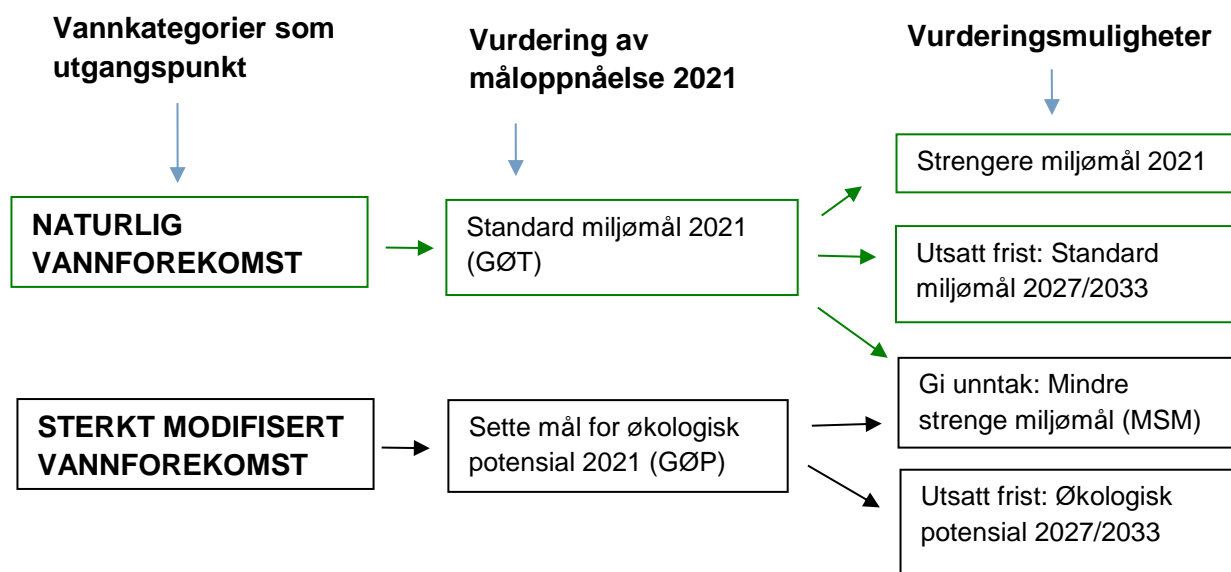 Vannkategorier som
utgangspunkt
Vurdering av
måloppnåelse 2021
Vurderingsmuligheter
NATURLIG
VANNFOREKOMST
Standard miljømål 2021
(GØT)
Strengere miljømål 2021
Utsatt frist: Standard
miljømål 2027/2033
Gi unntak: Mindre
strenge miljømål (MSM)
STERKT MODIFISERT
VANNFOREKOMST
Sette mål for økologisk
potensial 2021 (GØP)
Utsatt frist: Økologisk
potensial 2027/2033